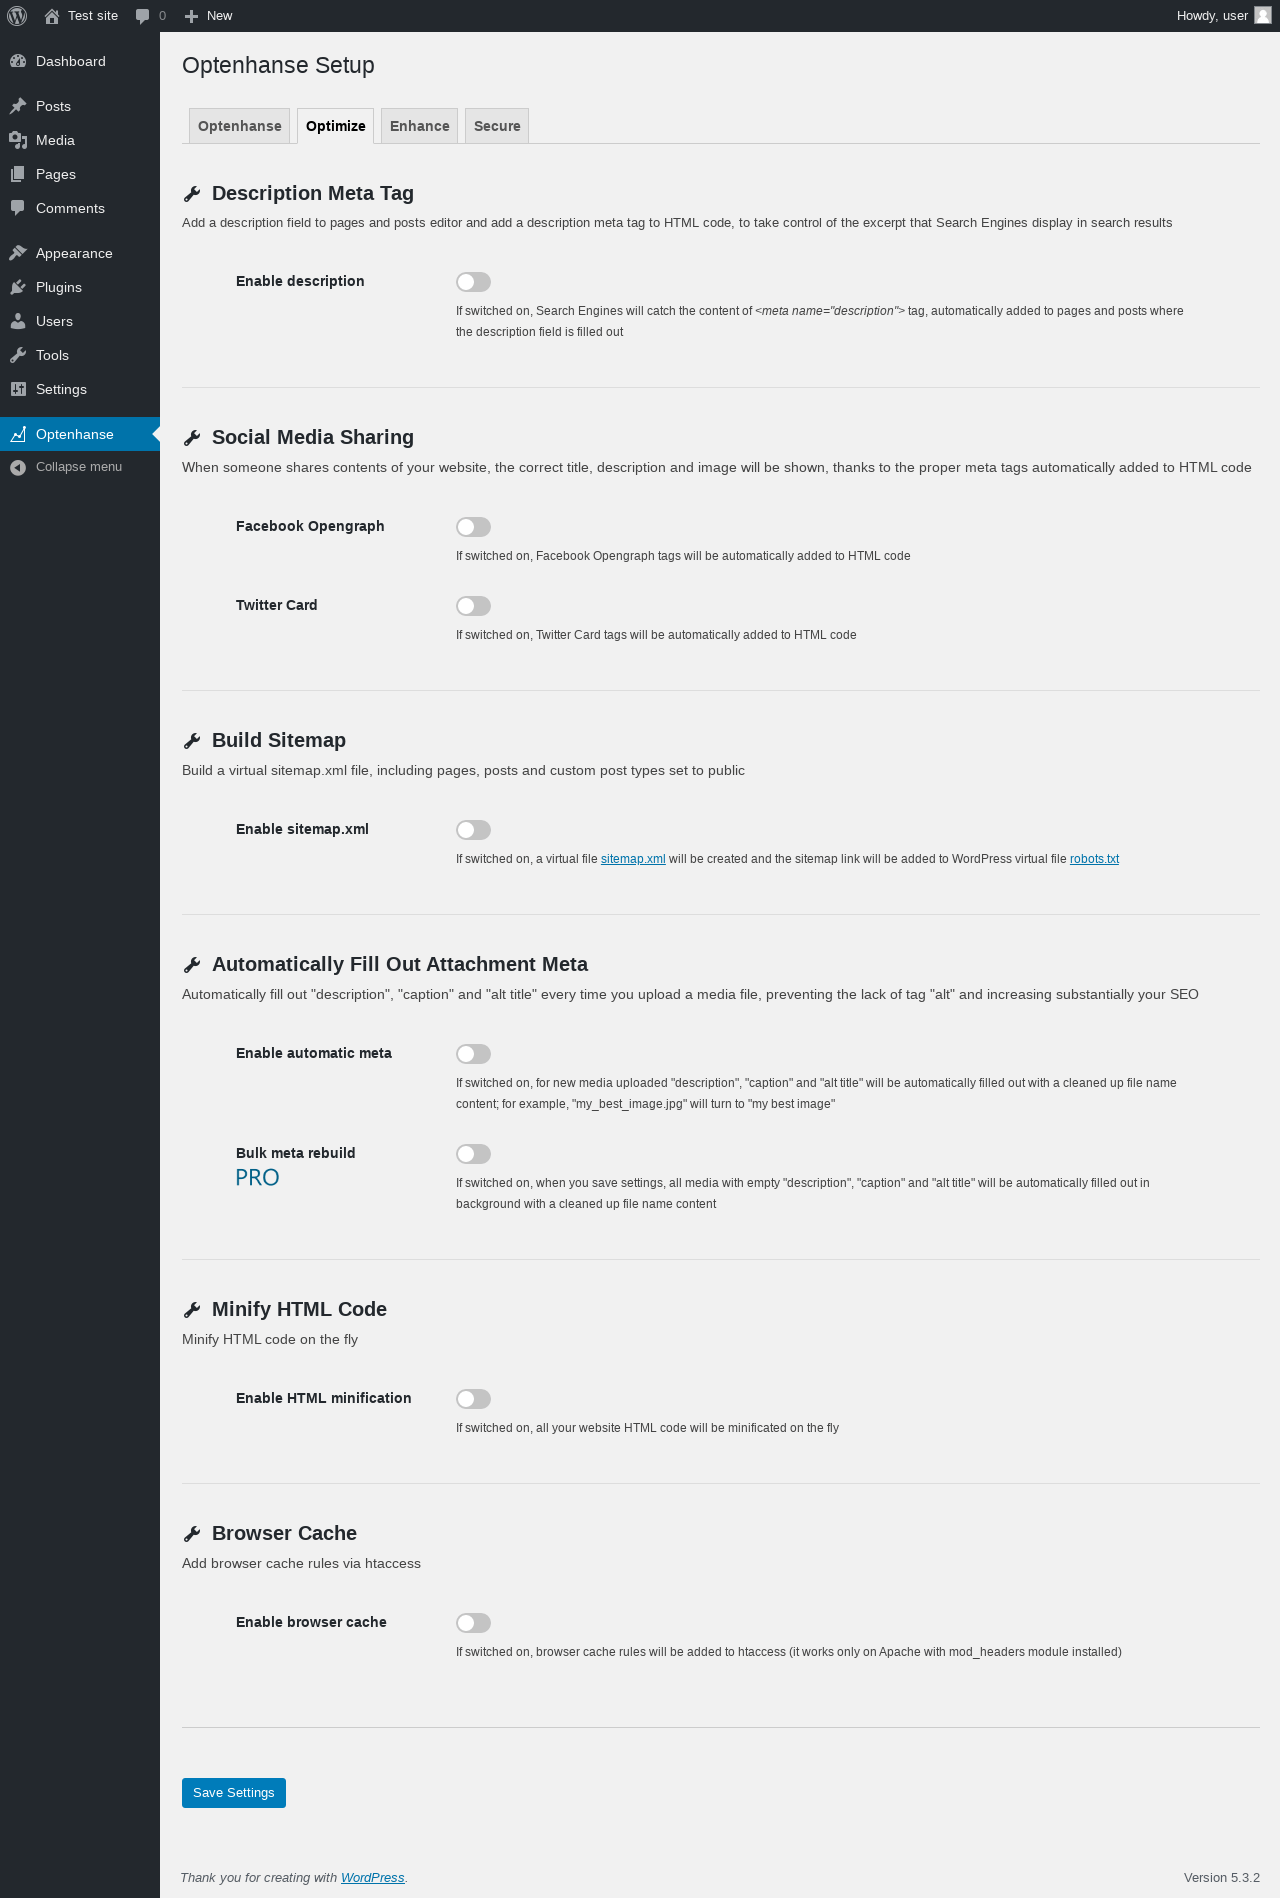 Test site
0
New
Howdy, user
Dashboard
Posts
Media
Pages
Comments
Appearance
Plugins
Users
Tools
Settings
Optenhanse
Collapse menu
Optenhanse Setup
Optenhanse
Optimize
Enhance
Secure
Description Meta Tag
Add a description field to pages and posts editor and add a description meta tag to HTML code, to take control of the excerpt that Search Engines display in search results
Enable description
If switched on, Search Engines will catch the content of <meta name="description"> tag, automatically added to pages and posts where
the description field is filled out
Social Media Sharing
When someone shares contents of your website, the correct title, description and image will be shown, thanks to the proper meta tags automatically added to HTML code
Facebook Opengraph
If switched on, Facebook Opengraph tags will be automatically added to HTML code
Twitter Card
If switched on, Twitter Card tags will be automatically added to HTML code
Build Sitemap
Build a virtual sitemap.xml file, including pages, posts and custom post types set to public
Enable sitemap.xml
If switched on, a virtual file sitemap.xml will be created and the sitemap link will be added to WordPress virtual file robots.txt
Automatically Fill Out Attachment Meta
Automatically fill out "description", "caption" and "alt title" every time you upload a media file, preventing the lack of tag "alt" and increasing substantially your SEO
Enable automatic meta
If switched on, for new media uploaded "description", "caption" and "alt title" will be automatically filled out with a cleaned up file name
content; for example, "my_best_image.jpg" will turn to "my best image"
Bulk meta rebuild
PRO
If switched on, when you save settings, all media with empty "description", "caption" and "alt title" will be automatically filled out in
background with a cleaned up file name content
Minify HTML Code
Minify HTML code on the fly
Enable HTML minification
If switched on, all your website HTML code will be minificated on the fly
Browser Cache
Add browser cache rules via htaccess
Enable browser cache
If switched on, browser cache rules will be added to htaccess (it works only on Apache with mod_headers module installed)
Save Settings
Thank you for creating with WordPress.
Version 5.3.2